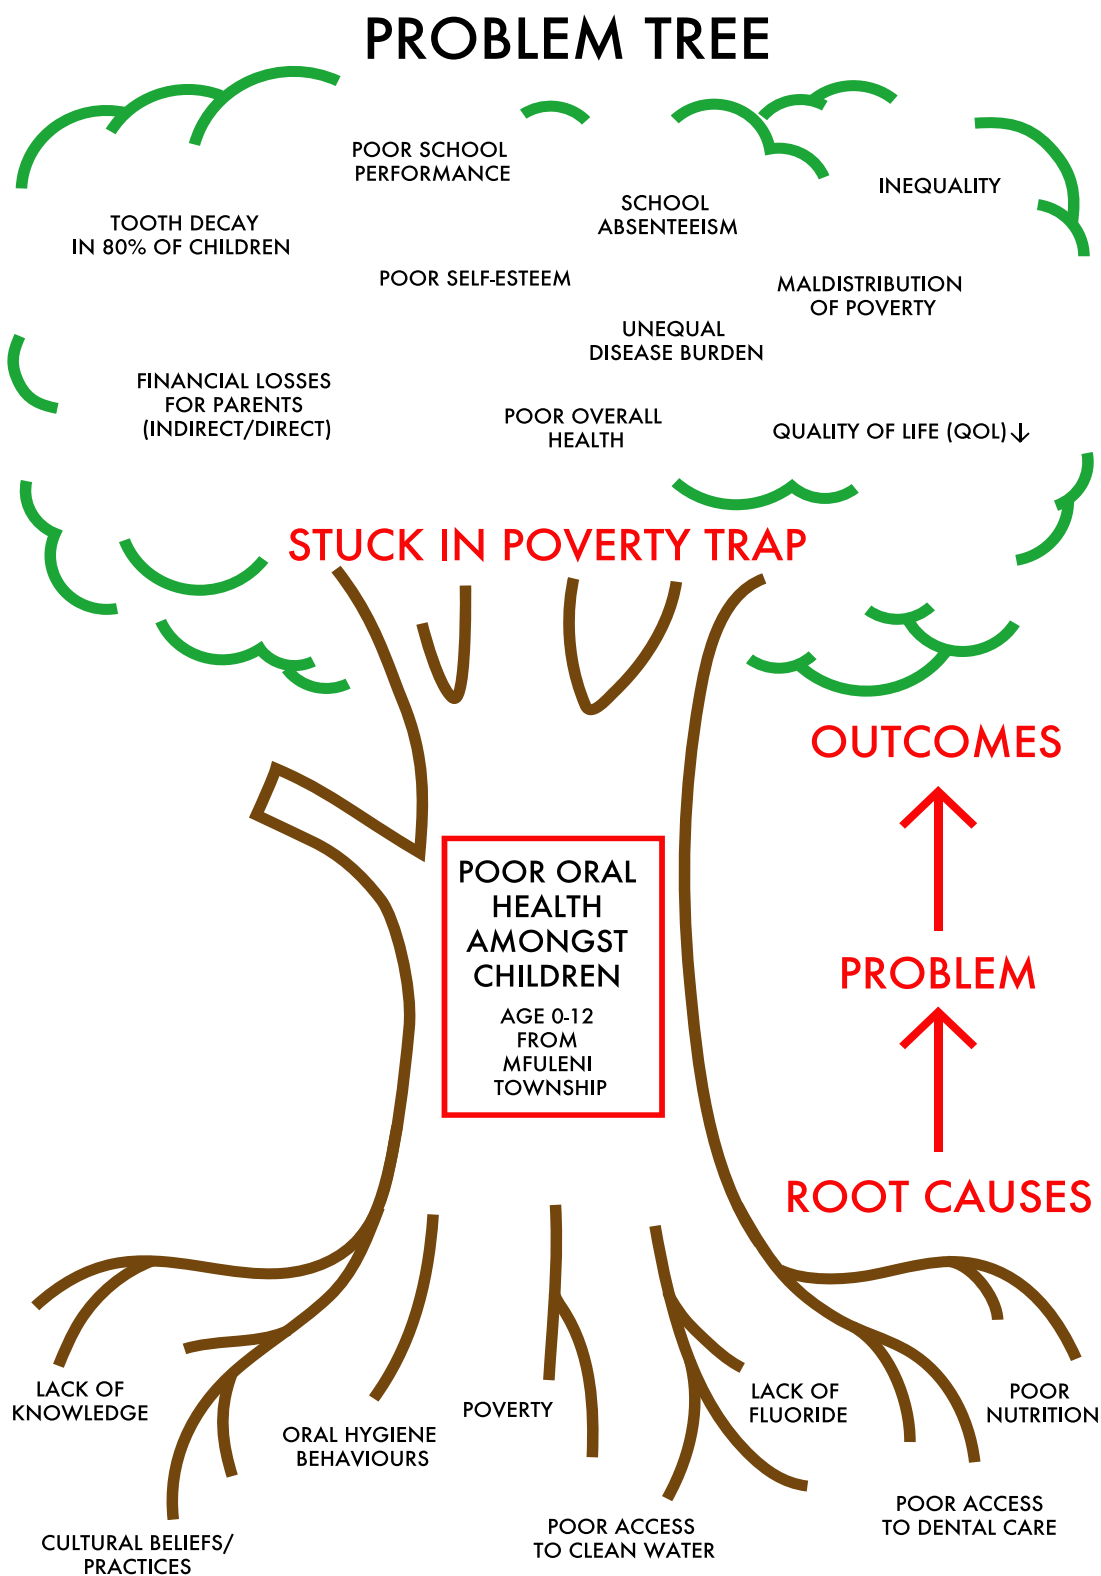 PROBLEM TREE
POOR SCHOOL
PERFORMANCE
INEQUALITY
SCHOOL
ABSENTEEISM
TOOTH DECAY
IN 80% OF CHILDREN
POOR SELF-ESTEEM
MALDISTRIBUTION
OF POVERTY
UNEQUAL
DISEASE BURDEN
FINANCIAL LOSSES
FOR PARENTS
(INDIRECT/DIRECT)
POOR OVERALL
HEALTH
QUALITY OF LIFE (QOL) ↓
STUCK IN POVERTY TRAP
OUTCOMES
POOR ORAL
HEALTH
AMONGST
CHILDREN
AGE 0-12
FROM
MFULENI
TOWNSHIP
PROBLEM
ROOT CAUSES
LACK OF
KNOWLEDGE
ORAL HYGIENE
BEHAVIOURS
POVERTY
LACK OF
FLUORIDE
POOR
NUTRITION
CULTURAL BELIEFS/
PRACTICES
POOR ACCESS
TO CLEAN WATER
POOR ACCESS
TO DENTAL CARE